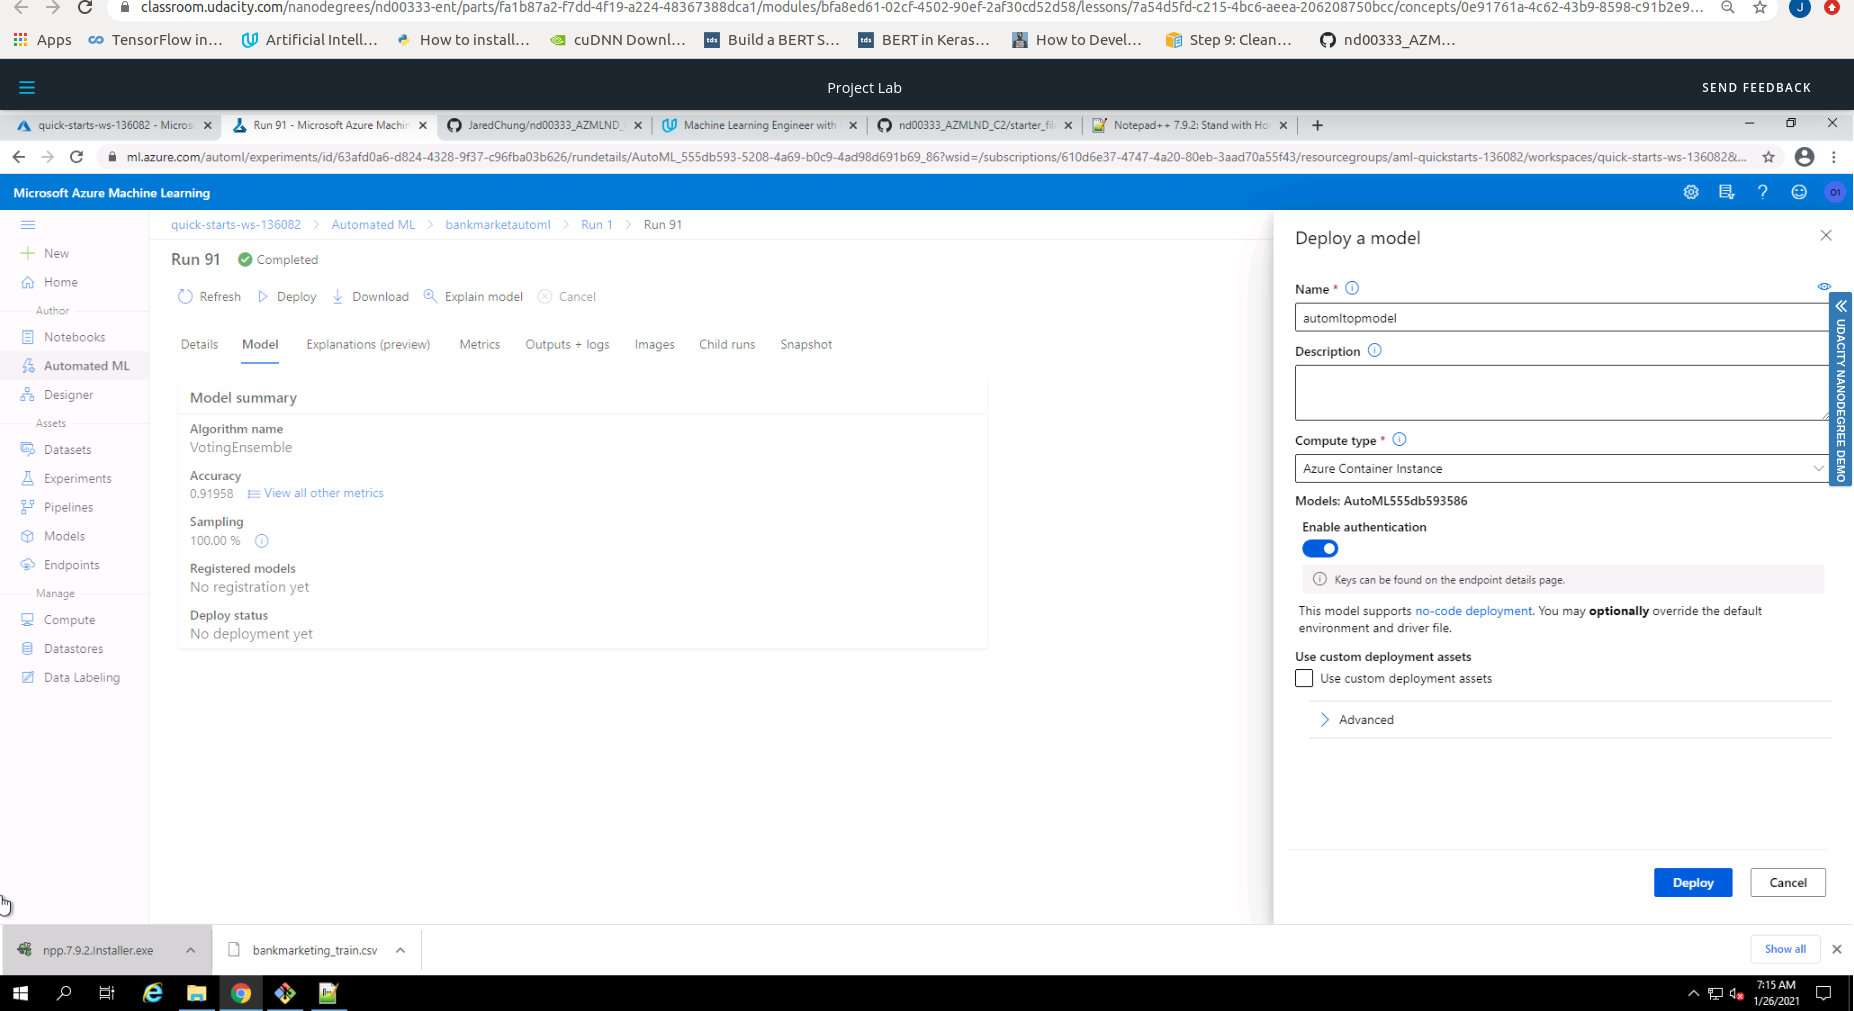 classroom.udacity.com/nanodegrees/nd00333-ent/parts/fa1b87a2-f7dd-4f19-a224-48367388dca1/modules/bfa8ed61-02cf-4502-90ef-2af30cd52d58/lessons/7a54d5fd-c215-4bc6-aeea-206208750bcc/concepts/0e91761a-4c62-43b9-8598-c91b2e9...
J
Apps TensorFlow in... Artificial Intell... How to install... cuDNN Downl... tds Build a BERT S... tds BERT in Keras... How to Devel... Step 9: Clean... nd00333_AZM...
Project Lab SEND FEEDBACK
quick-starts-ws-136082 - Micros Run 91 - Microsoft Azure Machin JaredChung/nd00333_AZMLND_ Machine Learning Engineer with nd00333_AZMLND_C2/starter_file Notepad++ 7.9.2: Stand with Ho
ml.azure.com/automl/experiments/id/63afd0a6-d824-4328-9f37-c96fba03b626/rundetails/AutoML_555db593-5208-4a69-b0c9-4ad98d691b69_86?wsid=/subscriptions/610d6e37-4747-4a20-80eb-3aad70a55f43/resourcegroups/aml-quickstarts-136082/workspaces/quick-starts-ws-136082&...
Microsoft Azure Machine Learning
O1
New
Home
Author
Notebooks
Automated ML
Designer
Assets
Datasets
Experiments
Pipelines
Models
Endpoints
Manage
Compute
Datastores
Data Labeling
quick-starts-ws-136082 > Automated ML > bankmarketautoml > Run 1 > Run 91
Run 91 Completed
Refresh Deploy Download Explain model Cancel
Details Model Explanations (preview) Metrics Outputs + logs Images Child runs Snapshot
Model summary
Algorithm name
VotingEnsemble
Accuracy
0.91958 View all other metrics
Sampling
100.00 %
Registered models
No registration yet
Deploy status
No deployment yet
Deploy a model
Name *
automltopmodel
Description
Compute type *
Azure Container Instance
Models: AutoML555db593586
Enable authentication
Keys can be found on the endpoint details page.
This model supports no-code deployment. You may optionally override the default
environment and driver file.
Use custom deployment assets
Use custom deployment assets
Advanced
Deploy Cancel
UDACITY NANODEGREE DEMO
npp.7.9.2.Installer.exe bankmarketing_train.csv Show all
7:15 AM
1/26/2021